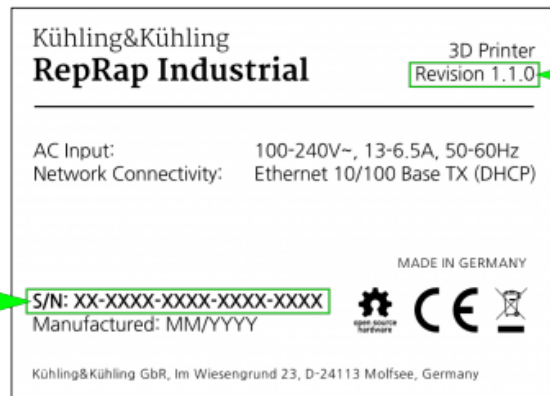 Kühling&Kühling
RepRap Industrial
3D Printer
Revision 1.1.0
AC Input: 100-240V~, 13-6.5A, 50-60Hz
Network Connectivity: Ethernet 10/100 Base TX (DHCP)
MADE IN GERMANY
S/N: XX-XXXX-XXXX-XXXX-XXXX
Manufactured: MM/YYYY
open source
hardware
CE
Kühling&Kühling GbR, Im Wiesengrund 23, D-24113 Molfsee, Germany